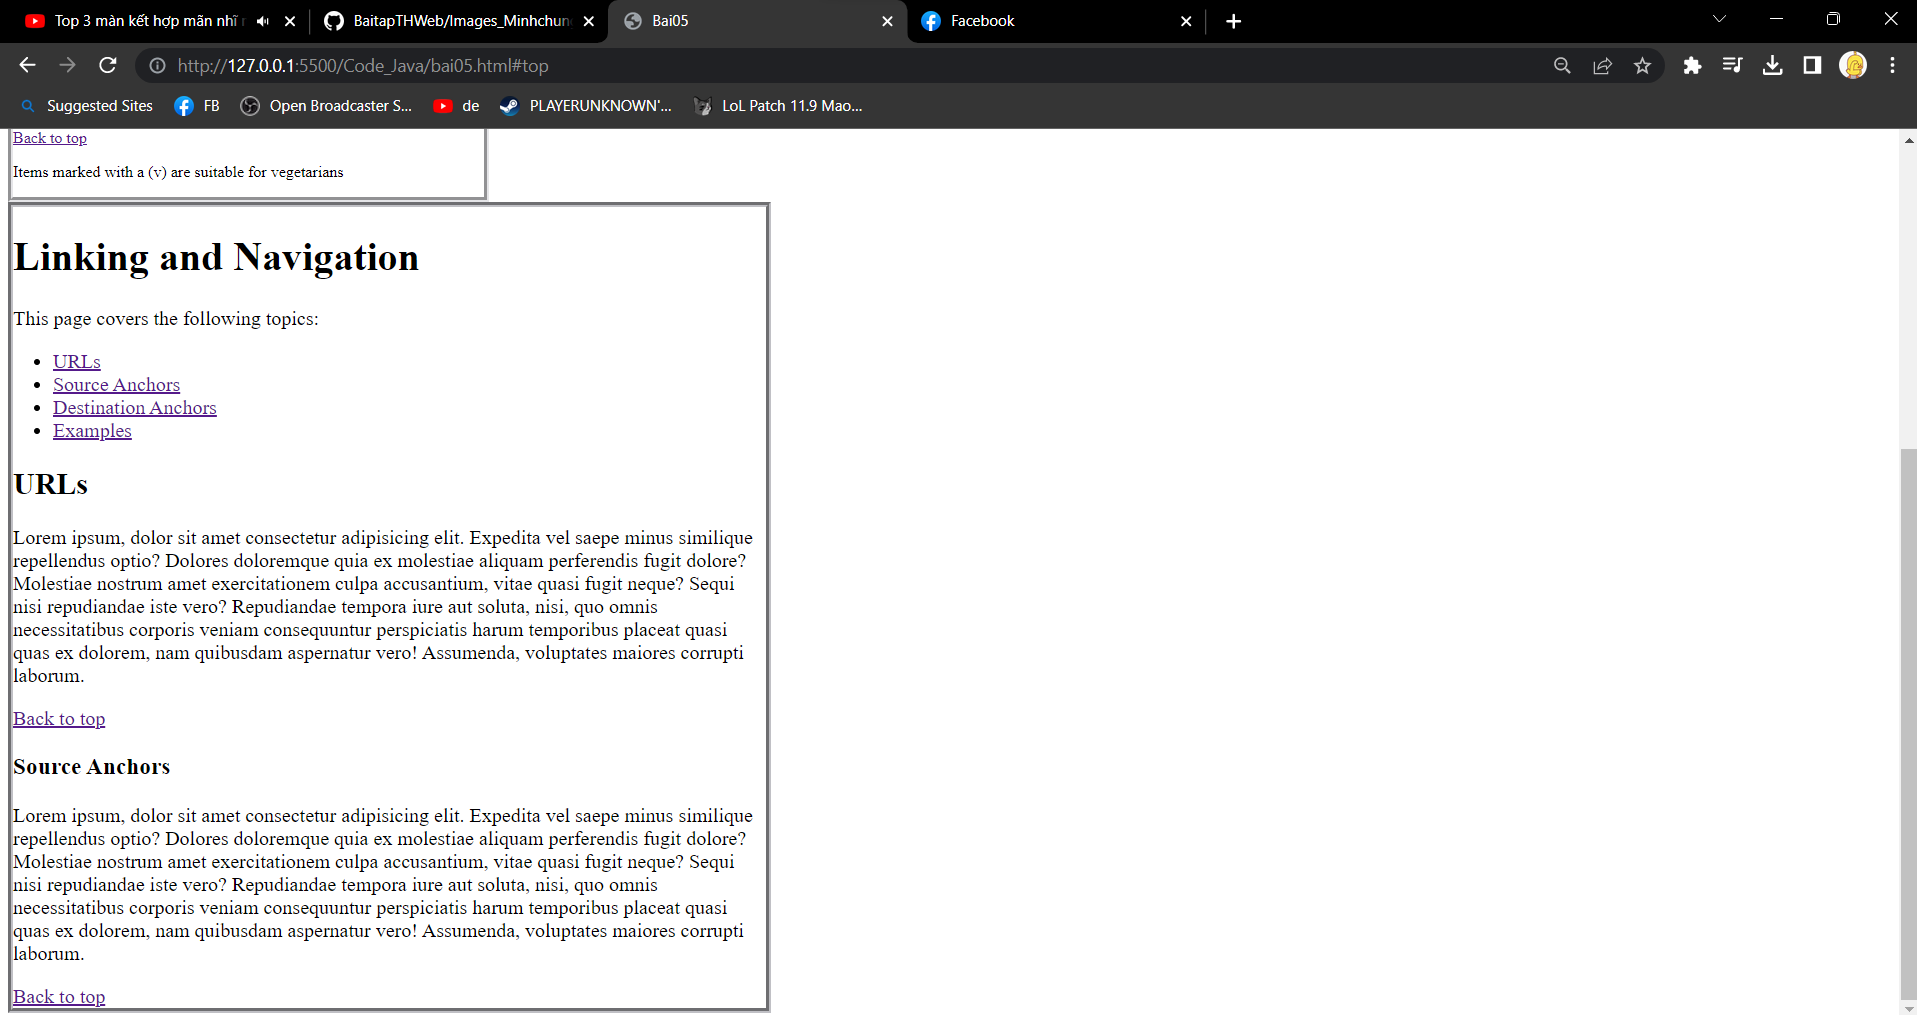 Top 3 màn kết hợp mãn nhĩ
BaitapTHWeb/Images_Minhchun
Bai05
Facebook
http://127.0.0.1:5500/Code_Java/bai05.html#top
Suggested Sites
FB
Open Broadcaster S...
de
PLAYERUNKNOWN'...
LoL Patch 11.9 Mao...
Back to top
Items marked with a (v) are suitable for vegetarians
Linking and Navigation
This page covers the following topics:
• URLs
• Source Anchors
• Destination Anchors
• Examples
URLs
Lorem ipsum, dolor sit amet consectetur adipisicing elit. Expedita vel saepe minus similique
repellendus optio? Dolores doloremque quia ex molestiae aliquam perferendis fugit dolore?
Molestiae nostrum amet exercitationem culpa accusantium, vitae quasi fugit neque? Sequi
nisi repudiandae iste vero? Repudiandae tempora iure aut soluta, nisi, quo omnis
necessitatibus corporis veniam consequuntur perspiciatis harum temporibus placeat quasi
quas ex dolorem, nam quibusdam aspernatur vero! Assumenda, voluptates maiores corrupti
laborum.
Back to top
Source Anchors
Lorem ipsum, dolor sit amet consectetur adipisicing elit. Expedita vel saepe minus similique
repellendus optio? Dolores doloremque quia ex molestiae aliquam perferendis fugit dolore?
Molestiae nostrum amet exercitationem culpa accusantium, vitae quasi fugit neque? Sequi
nisi repudiandae iste vero? Repudiandae tempora iure aut soluta, nisi, quo omnis
necessitatibus corporis veniam consequuntur perspiciatis harum temporibus placeat quasi
quas ex dolorem, nam quibusdam aspernatur vero! Assumenda, voluptates maiores corrupti
laborum.
Back to top